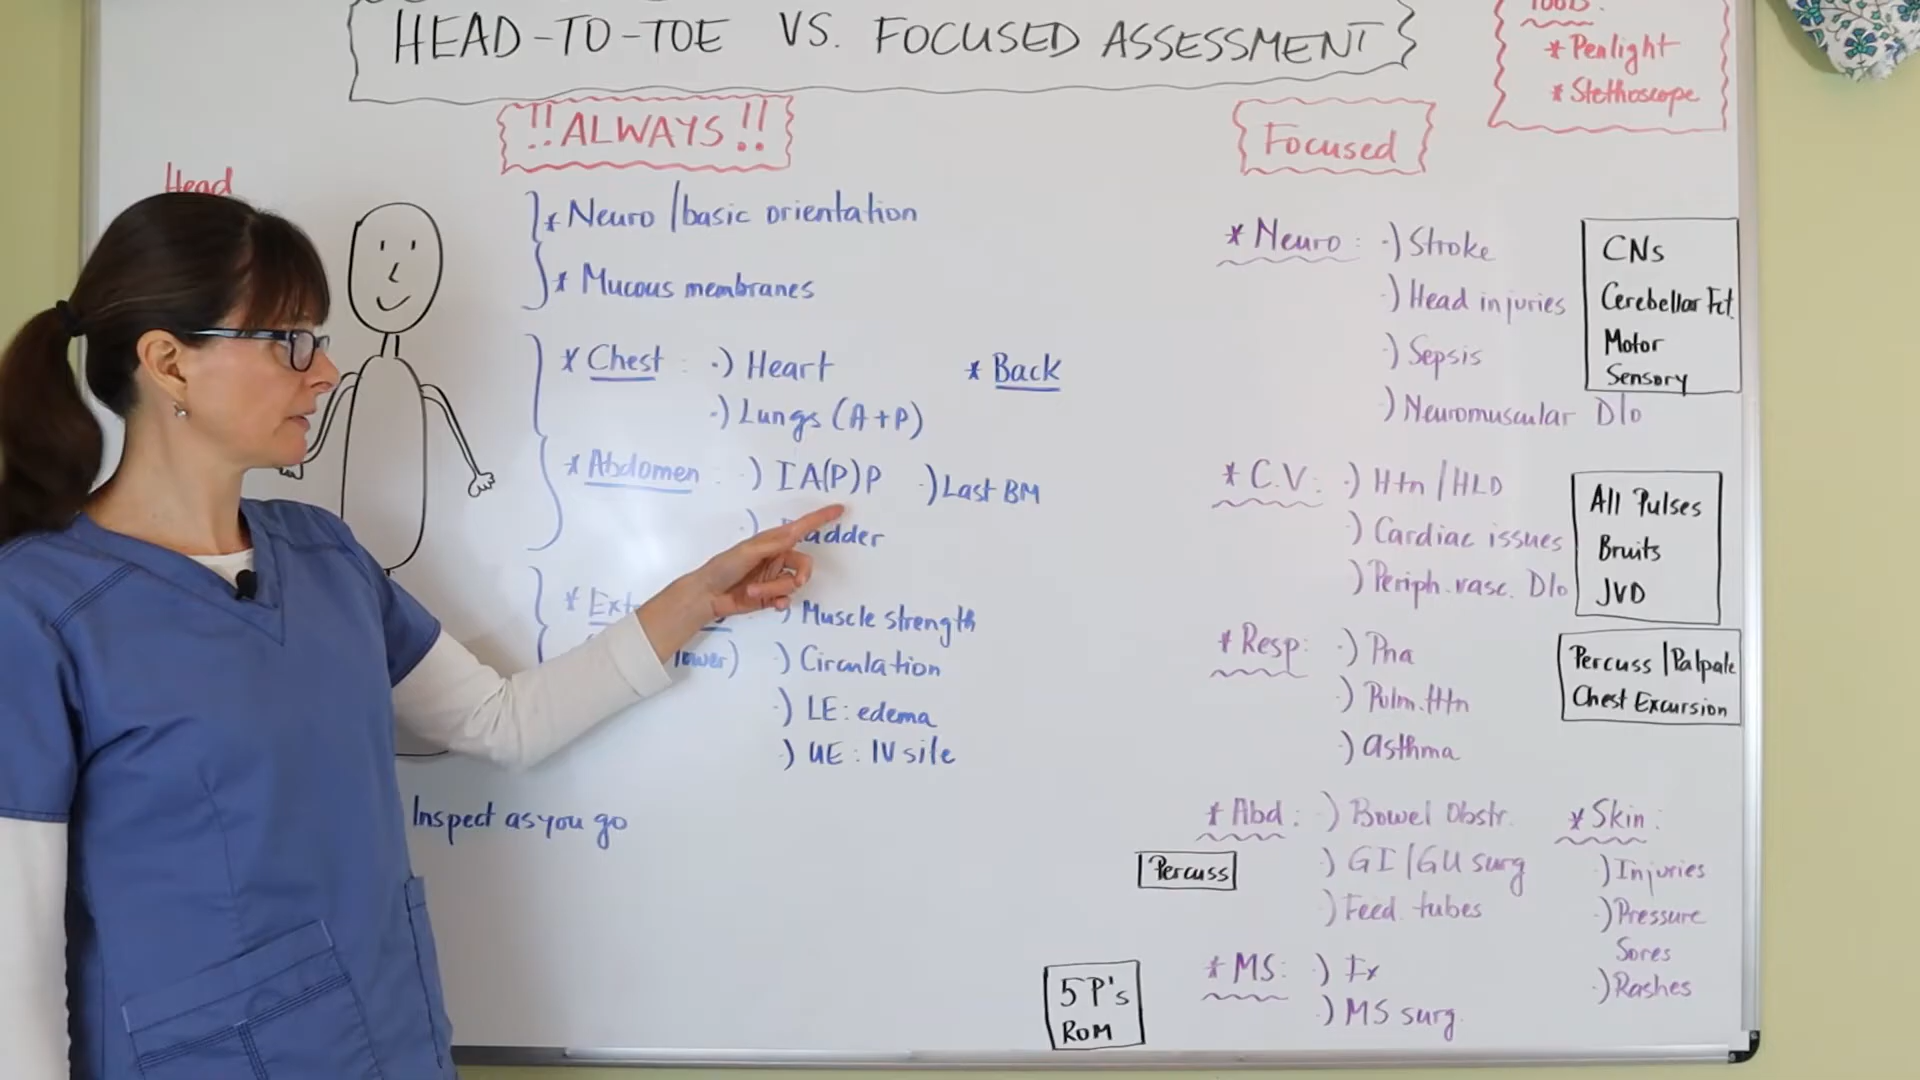 HEAD-TO-TOE VS. FOCUSED ASSESSMENT
* Penlight
* Stethoscope
!! ALWAYS !!
Head
* Neuro / basic orientation
* Mucous membranes
* Chest : ·) Heart
·) Lungs (A+P)
* Back
* Abdomen : ·) IA(P)P ·) Last BM
* ·) Muscle strength
·) Circulation
·) LE: edema
·) UE: IV site
Inspect as you go
Focused
* Neuro : ·) Stroke
·) Head injuries
·) Sepsis
·) Neuromuscular D/o
CNs
Cerebellar Fct.
Motor
Sensory
* C.V.: ·) Htn / HLD
·) Cardiac issues
·) Periph. vasc. D/o
All Pulses
Bruits
JVD
* Resp: ·) Pna
·) Pulm. Htn
·) Asthma
Percuss / Palpate
Chest Excursion
* Abd : ·) Bowel Obstr.
·) GI / GU surg
·) Feed. tubes
Percuss
* MS: ·) Fx
·) MS surg.
5 P's
ROM
* Skin:
·) Injuries
·) Pressure
Sores
·) Rashes